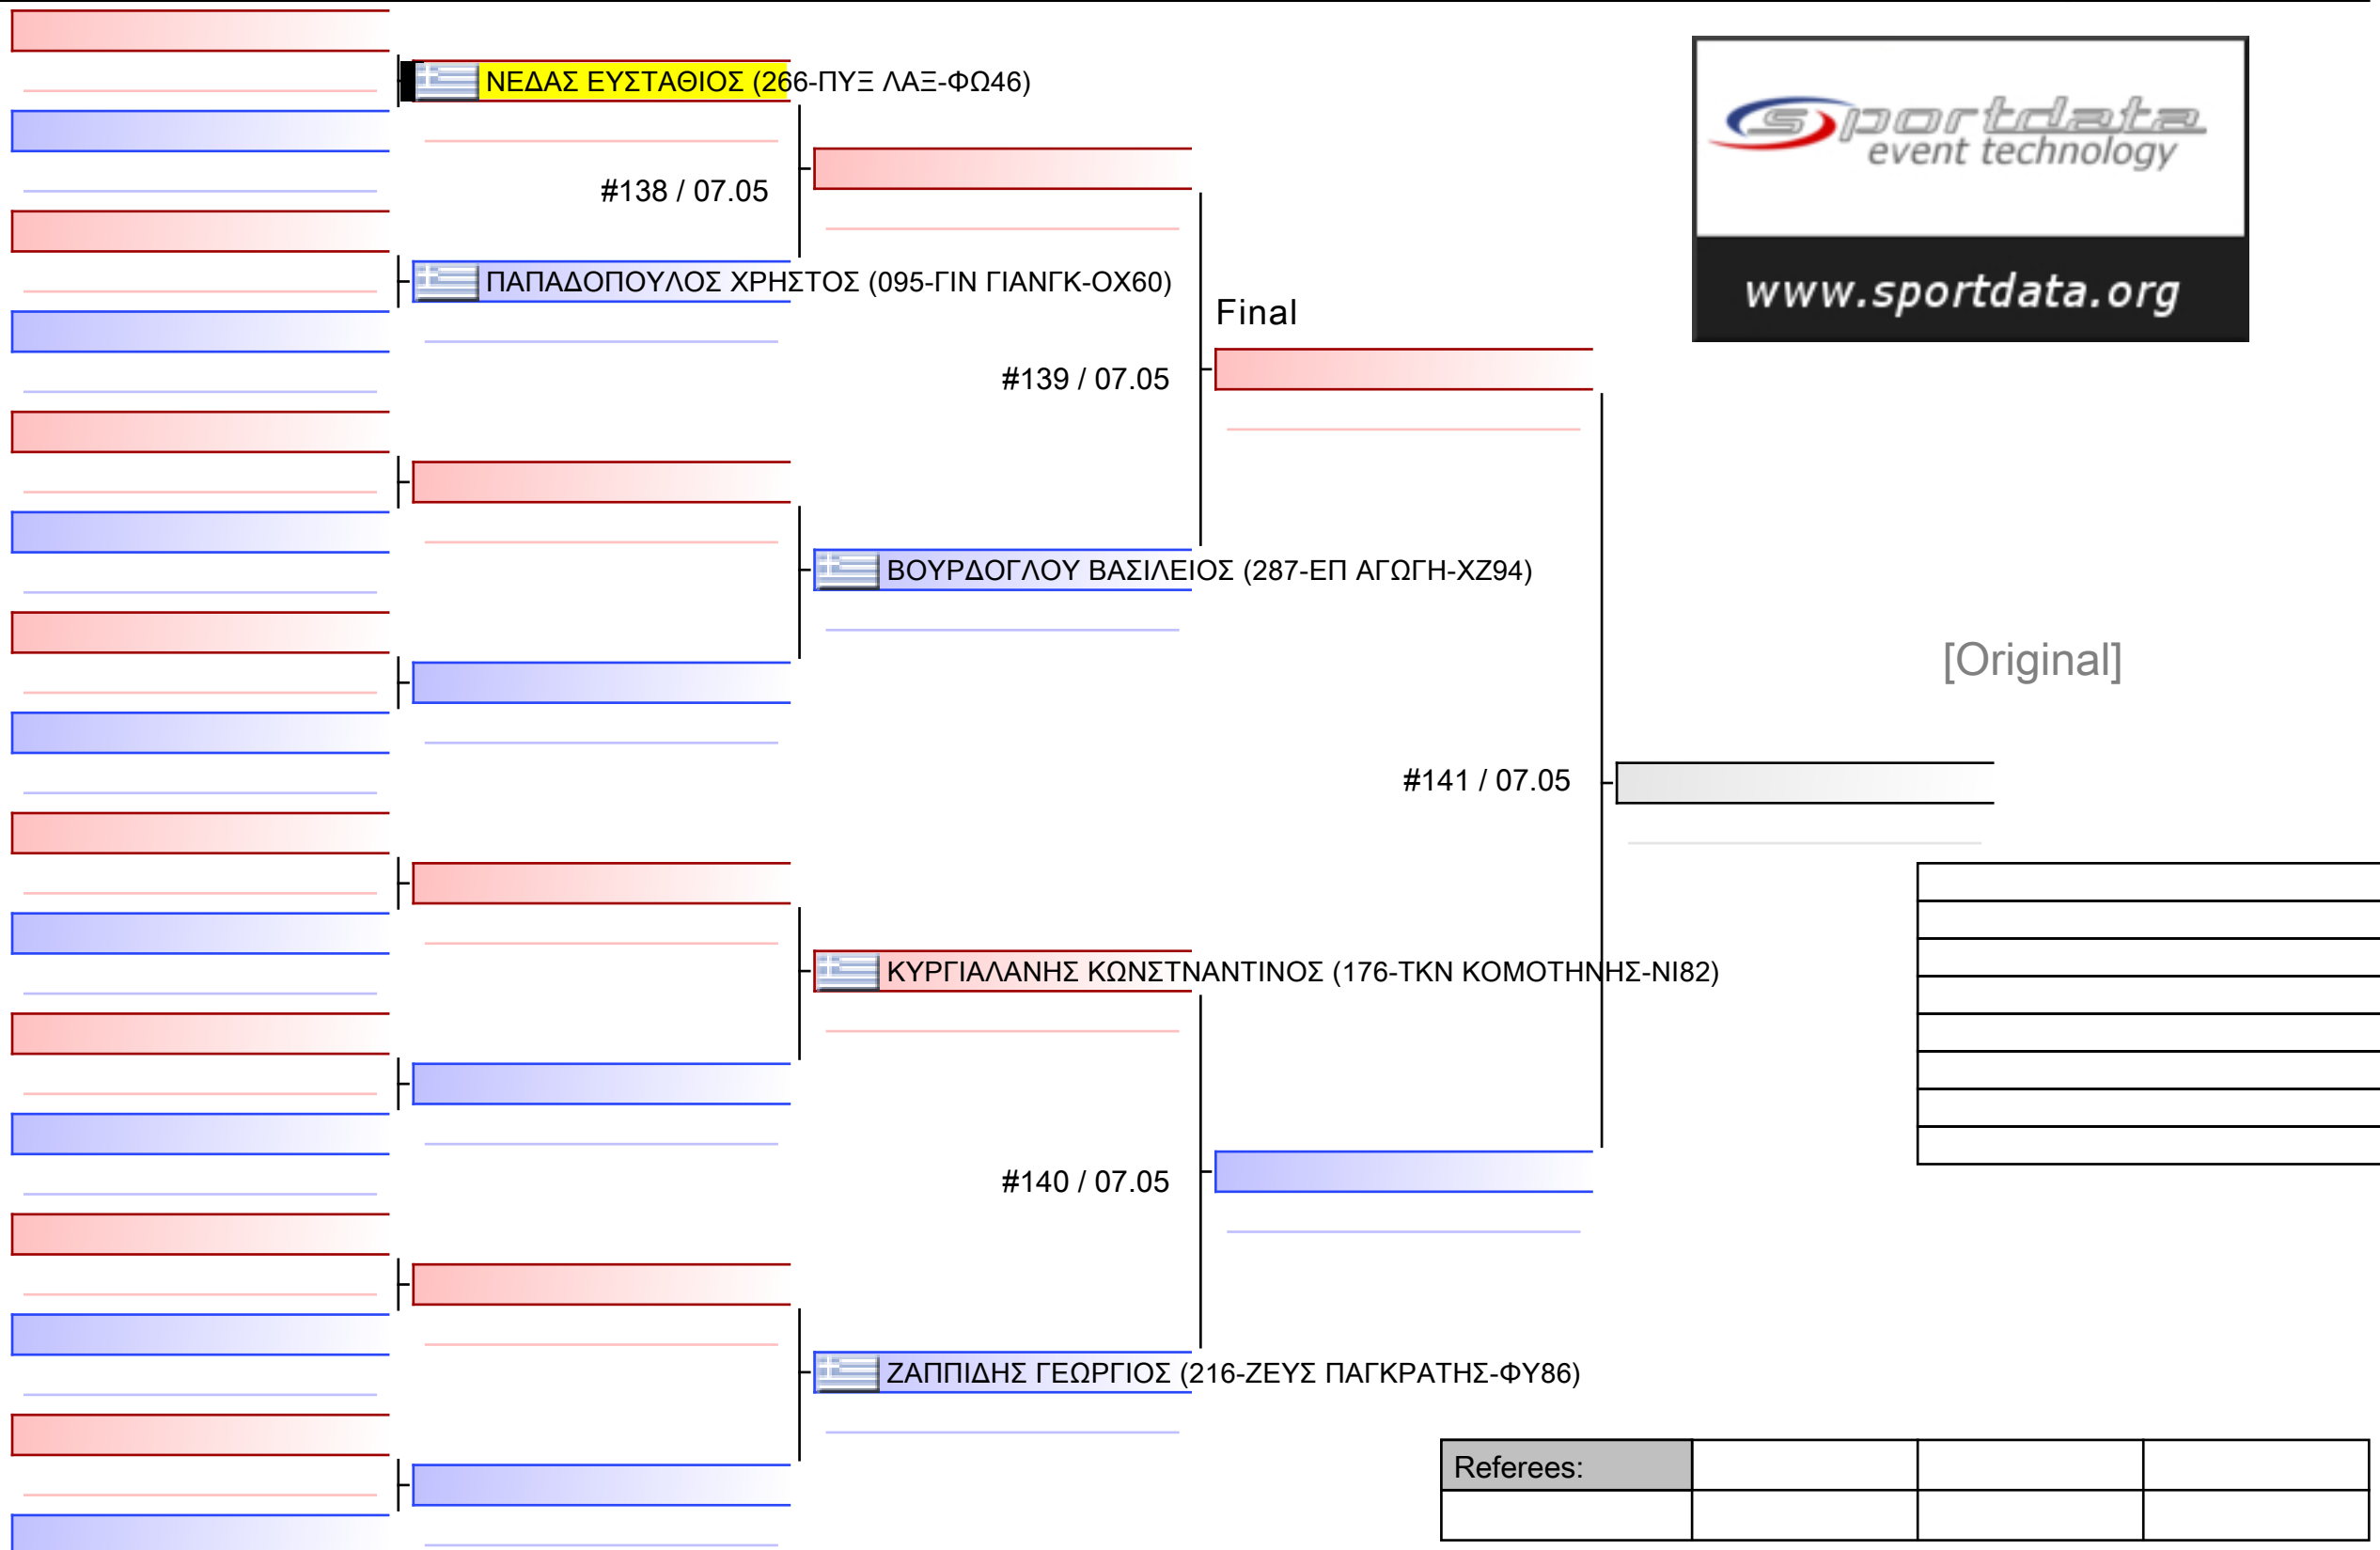 ΝΕΔΑΣ ΕΥΣΤΑΘΙΟΣ (266-ΠΥΞ ΛΑΞ-ΦΩ46)
sportdata
event technology
#138 / 07.05
ΠΑΠΑΔΟΠΟΥΛΟΣ ΧΡΗΣΤΟΣ (095-ΓΙΝ ΓΙΑΝΓΚ-ΟΧ60)
www.sportdata.org
Final
#139 / 07.05
ΒΟΥΡΔΟΓΛΟΥ ΒΑΣΙΛΕΙΟΣ (287-ΕΠ ΑΓΩΓΗ-ΧΖ94)
[Original]
#141 / 07.05
ΚΥΡΓΙΑΛΑΝΗΣ ΚΩΝΣΤΝΑΝΤΙΝΟΣ (176-ΤΚΝ ΚΟΜΟΤΗΝΗΣ-ΝΙ82)
#140 / 07.05
ΖΑΠΠΙΔΗΣ ΓΕΩΡΓΙΟΣ (216-ΖΕΥΣ ΠΑΓΚΡΑΤΗΣ-ΦΥ86)
Referees: